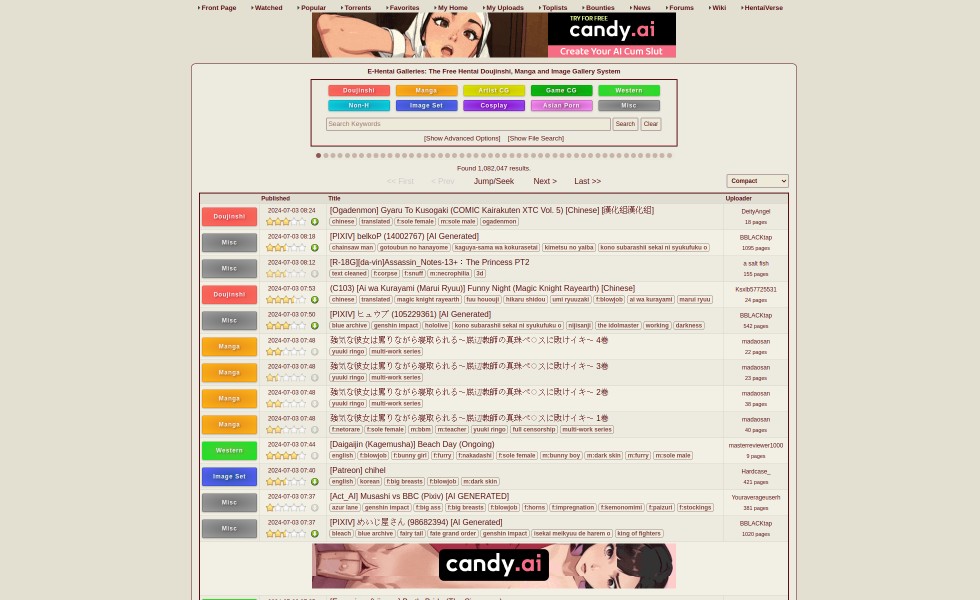 Front Page Watched Popular Torrents Favorites My Home My Uploads Toplists Bounties News Forums Wiki HentaiVerse
TRY FOR FREE
candy.ai
Create Your AI Cum Slut
E-Hentai Galleries: The Free Hentai Doujinshi, Manga and Image Gallery System
Doujinshi Manga Artist CG Game CG Western
Non-H Image Set Cosplay Asian Porn Misc
Search Keywords Search Clear
[Show Advanced Options] [Show File Search]
Found 1,082,047 results.
<< First < Prev Jump/Seek Next > Last >> Compact
Published Title Uploader
Doujinshi 2024-07-03 08:24 [Ogadenmon] Gyaru To Kusogaki (COMIC Kairakuten XTC Vol. 5) [Chinese] [漢化組漢化組] DeityAngel
chinese translated f:sole female m:sole male ogadenmon 18 pages
Misc 2024-07-03 08:18 [PIXIV] belkoP (14002767) [AI Generated] BBLACKtap
chainsaw man gotoubun no hanayome kaguya-sama wa kokurasetai kimetsu no yaiba kono subarashii sekai ni syukufuku o 1095 pages
Misc 2024-07-03 08:12 [R-18G][da-vin]Assassin_Notes-13+：The Princess PT2 a salt fish
text cleaned f:corpse f:snuff m:necrophilia 3d 155 pages
Doujinshi 2024-07-03 07:53 (C103) [Ai wa Kurayami (Marui Ryuu)] Funny Night (Magic Knight Rayearth) [Chinese] Ksxlb57725531
chinese translated magic knight rayearth fuu hououji hikaru shidou umi ryuuzaki f:blowjob ai wa kurayami marui ryuu 24 pages
Misc 2024-07-03 07:50 [PIXIV] ヒュウプ (105229361) [AI Generated] BBLACKtap
blue archive genshin impact hololive kono subarashii sekai ni syukufuku o nijisanji the idolmaster working darkness 542 pages
Manga 2024-07-03 07:48 強気な彼女は罵りながら寝取られる～底辺教師の真珠ペ○スに敗けイキ～ 4巻 madaosan
yuuki ringo multi-work series 22 pages
Manga 2024-07-03 07:48 強気な彼女は罵りながら寝取られる～底辺教師の真珠ペ○スに敗けイキ～ 3巻 madaosan
yuuki ringo multi-work series 23 pages
Manga 2024-07-03 07:48 強気な彼女は罵りながら寝取られる～底辺教師の真珠ペ○スに敗けイキ～ 2巻 madaosan
yuuki ringo multi-work series 38 pages
Manga 2024-07-03 07:48 強気な彼女は罵りながら寝取られる～底辺教師の真珠ペ○スに敗けイキ～ 1巻 madaosan
f:netorare f:sole female m:bbm m:teacher yuuki ringo full censorship multi-work series 40 pages
Western 2024-07-03 07:44 [Daigaijin (Kagemusha)] Beach Day (Ongoing) masterreviewer1000
english f:blowjob f:bunny girl f:furry f:nakadashi f:sole female m:bunny boy m:dark skin m:furry m:sole male 9 pages
Image Set 2024-07-03 07:40 [Patreon] chihel Hardcase_
english korean f:big breasts f:blowjob m:dark skin 421 pages
Misc 2024-07-03 07:37 [Act_AI] Musashi vs BBC (Pixiv) [AI GENERATED] Youraverageuserh
azur lane genshin impact f:big ass f:big breasts f:blowjob f:horns f:impregnation f:kemonomimi f:paizuri f:stockings 381 pages
Misc 2024-07-03 07:37 [PIXIV] めいじ屋さん (98682394) [AI Generated] BBLACKtap
bleach blue archive fairy tail fate grand order genshin impact isekai meikyuu de harem o king of fighters 1020 pages
candy.ai